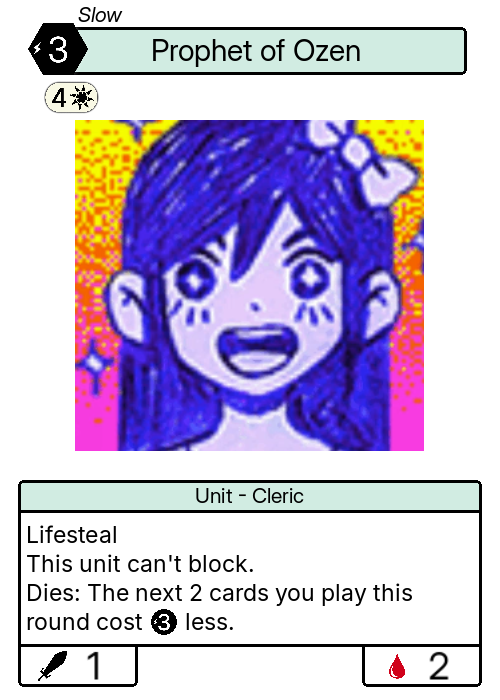 Slow
3
Prophet of Ozen
4
Unit - Cleric
Lifesteal
This unit can't block.
Dies: The next 2 cards you play this
round cost 3 less.
1
2